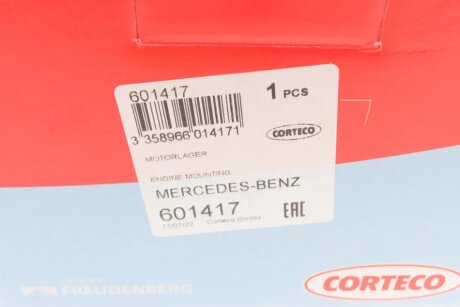 601417
1 PCS
3 358966 014171
CORTECO
MOTORLAGER
ENGINE MOUNTING
MERCEDES-BENZ
601417
EAC
Corteco GmbH
FREUDENBERG
CORTECO